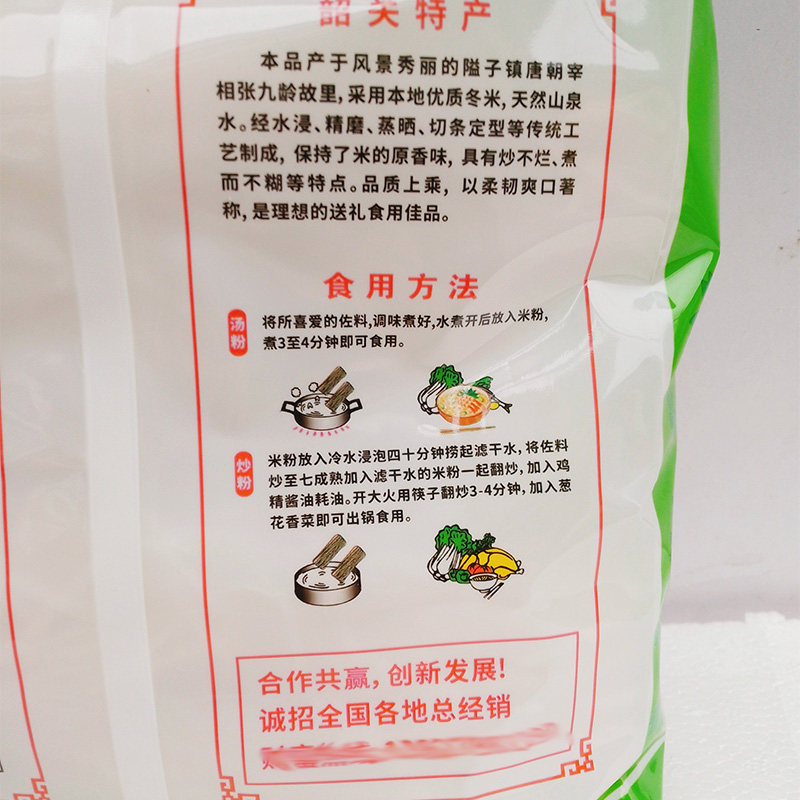 韶关特产
本品产于风景秀丽的隘子镇唐朝宰
相张九龄故里,采用本地优质冬米,天然山泉
水。经水浸、精磨、蒸晒、切条定型等传统工
艺制成,保持了米的原香味,具有炒不烂、煮
而不糊等特点。品质上乘,以柔韧爽口著
称,是理想的送礼食用佳品。
食用方法
汤粉
将所喜爱的佐料,调味煮好,水煮开后放入米粉,
煮3至4分钟即可食用。
炒粉
米粉放入冷水浸泡四十分钟捞起滤干水,将佐料
炒至七成熟加入滤干水的米粉一起翻炒,加入鸡
精酱油耗油。开大火用筷子翻炒3-4分钟,加入葱
花香菜即可出锅食用。
合作共赢,创新发展!
诚招全国各地总经销